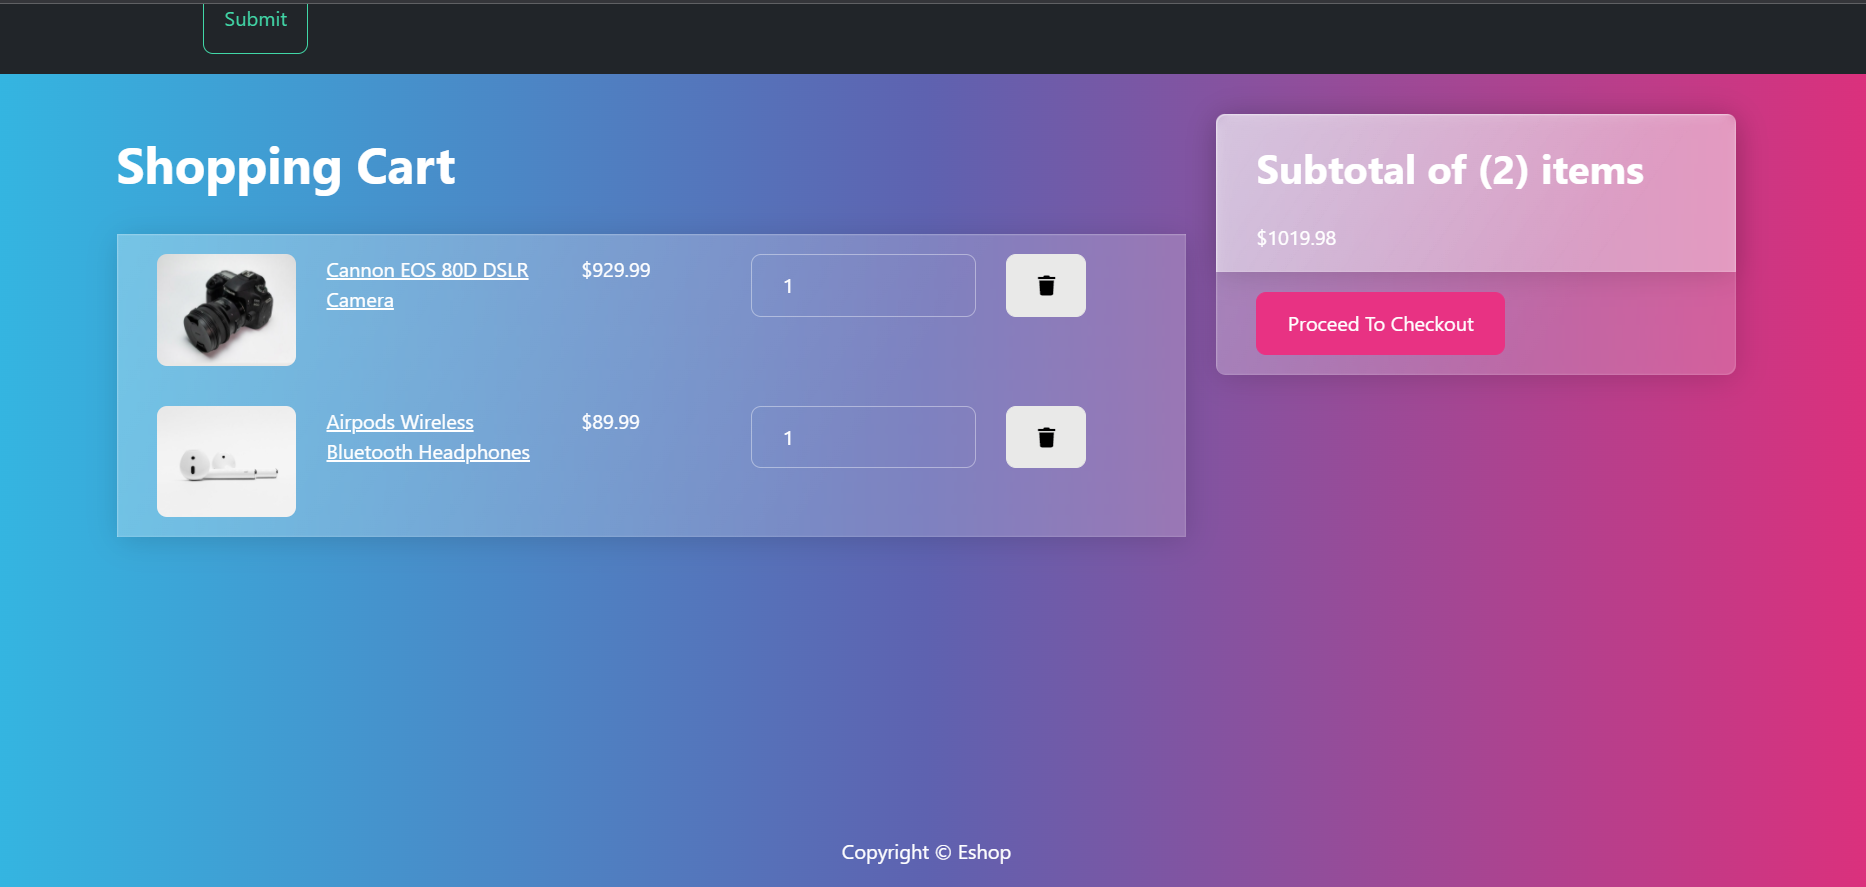 Submit
Shopping Cart
Cannon EOS 80D DSLR
Camera
$929.99
1
Airpods Wireless
Bluetooth Headphones
$89.99
1
Subtotal of (2) items
$1019.98
Proceed To Checkout
Copyright © Eshop